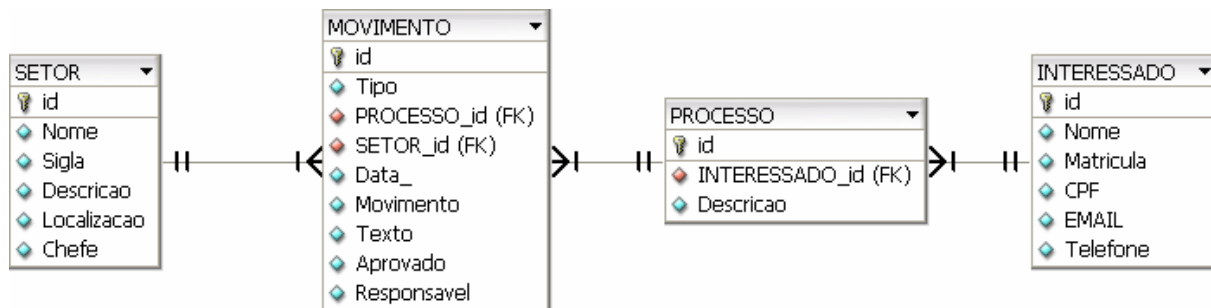 SETOR
id
Nome
Sigla
Descricao
Localizacao
Chefe
MOVIMENTO
id
Tipo
PROCESSO_id (FK)
SETOR_id (FK)
Data_
Movimento
Texto
Aprovado
Responsavel
PROCESSO
id
INTERESSADO_id (FK)
Descricao
INTERESSADO
id
Nome
Matricula
CPF
EMAIL
Telefone